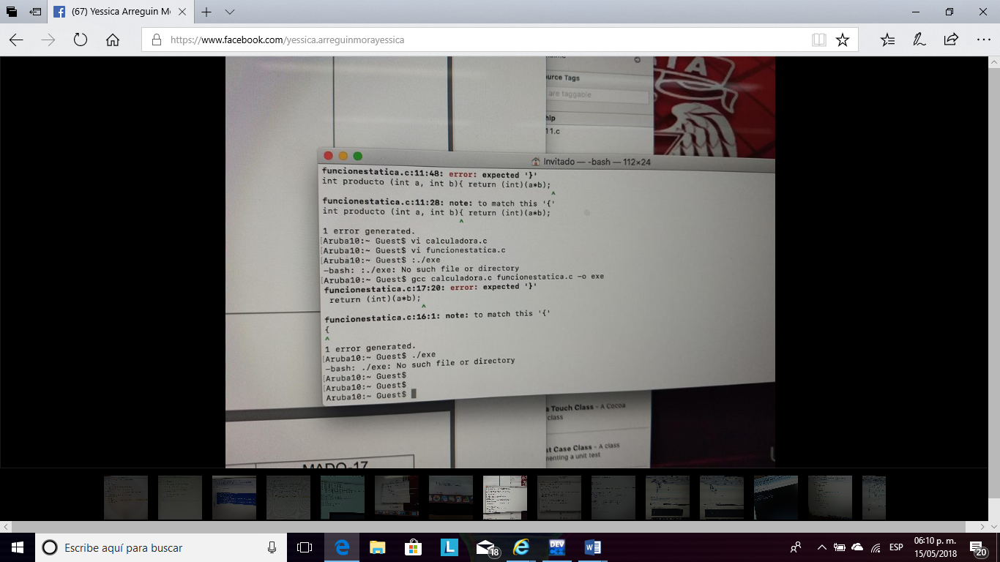 (67) Yessica Arreguin Mo
https://www.facebook.com/yessica.arreguinmorayessica
urce Tags
are taggable
hip
11.c
Invitado — -bash — 112×24
funcionestatica.c:11:48: error: expected '}'
int producto (int a, int b){ return (int)(a*b);
^
funcionestatica.c:11:28: note: to match this '{'
int producto (int a, int b){ return (int)(a*b);
^
1 error generated.
[Aruba10:~ Guest$ vi calculadora.c
[Aruba10:~ Guest$ vi funcionestatica.c
[Aruba10:~ Guest$ :./exe
-bash: :./exe: No such file or directory
[Aruba10:~ Guest$ gcc calculadora.c funcionestatica.c -o exe
funcionestatica.c:17:20: error: expected '}'
return (int)(a*b);
^
funcionestatica.c:16:1: note: to match this '{'
{
^
1 error generated.
[Aruba10:~ Guest$ ./exe
-bash: ./exe: No such file or directory
[Aruba10:~ Guest$
[Aruba10:~ Guest$
Aruba10:~ Guest$
a Touch Class - A Cocoa
class
st Case Class - A class
menting a unit test
MADO-17
Escribe aquí para buscar
L
18
DEV
ESP
06:10 p. m.
15/05/2018
20